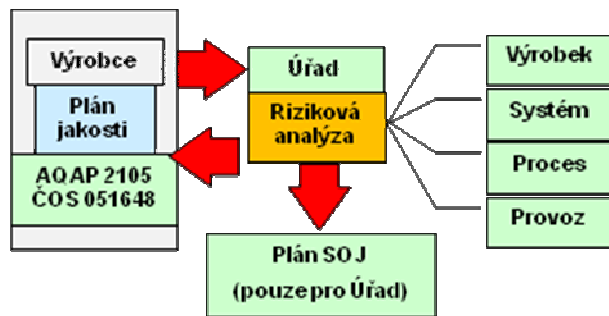 Výrobce
Plán
jakosti
AQAP 2105
ČOS 051648
Úřad
Riziková
analýza
Plán SOJ
(pouze pro Úřad)
Výrobek
Systém
Proces
Provoz